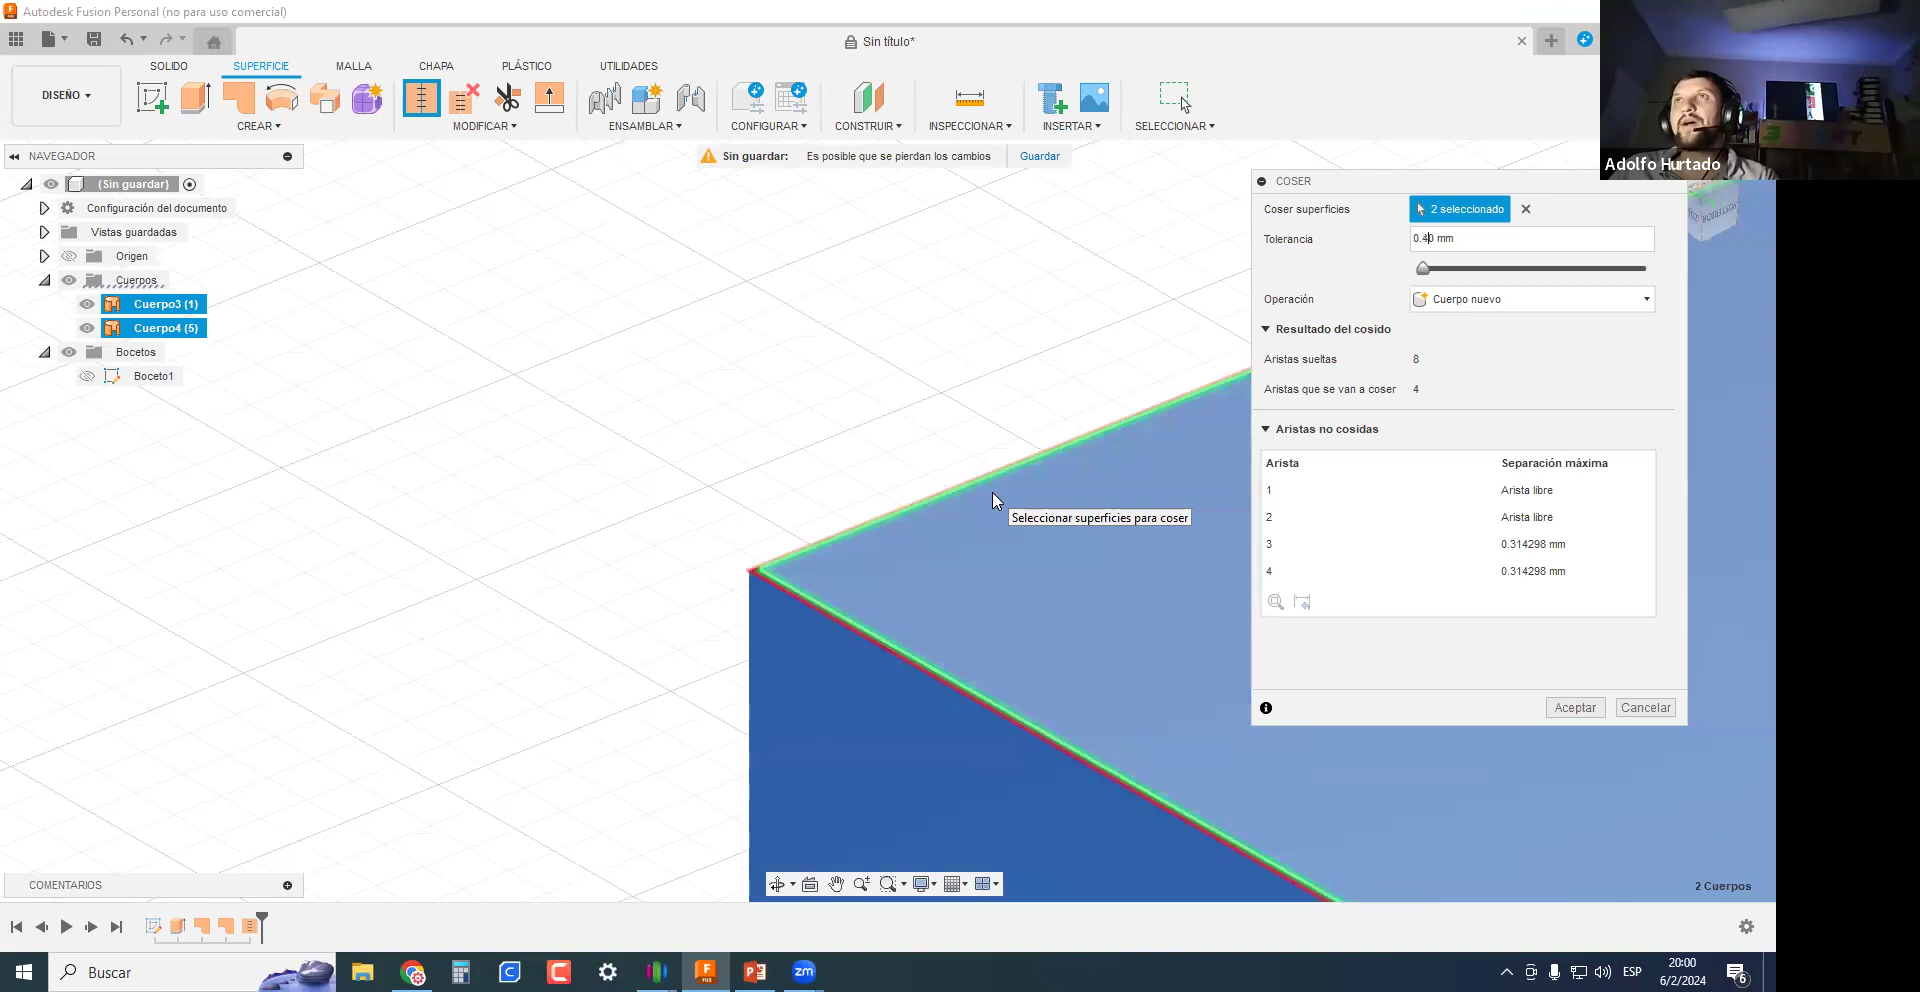 Autodesk Fusion Personal (no para uso comercial)
Sin título*
Adolfo Hurtado
SOLIDO
SUPERFICIE
MALLA
CHAPA
PLÁSTICO
UTILIDADES
DISEÑO
CREAR
MODIFICAR
ENSAMBLAR
CONFIGURAR
CONSTRUIR
INSPECCIONAR
INSERTAR
SELECCIONAR
NAVEGADOR
Sin guardar: Es posible que se pierdan los cambios Guardar
(Sin guardar)
Configuración del documento
Vistas guardadas
Origen
Cuerpos
Cuerpo3 (1)
Cuerpo4 (5)
Bocetos
Boceto1
COSER
Coser superficies 2 seleccionado
Tolerancia 0.40 mm
Operación Cuerpo nuevo
Resultado del cosido
Aristas sueltas 8
Aristas que se van a coser 4
Aristas no cosidas
Arista Separación máxima
1 Arista libre
2 Arista libre
3 0.314298 mm
4 0.314298 mm
Aceptar Cancelar
Seleccionar superficies para coser
COMENTARIOS
2 Cuerpos
Buscar
FUS
zm
ESP
20:00
6/2/2024
6